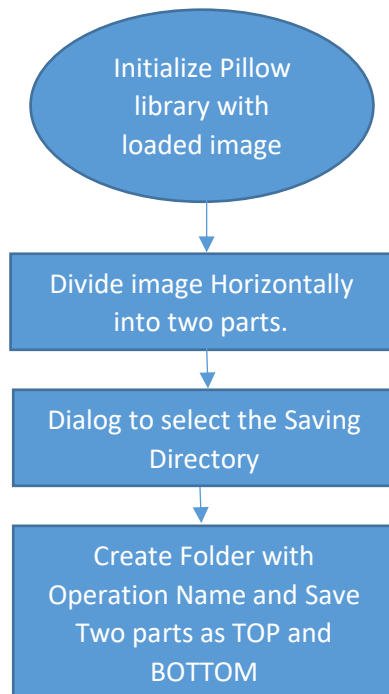 Initialize Pillow
library with
loaded image
Divide image Horizontally
into two parts.
Dialog to select the Saving
Directory
Create Folder with
Operation Name and Save
Two parts as TOP and
BOTTOM